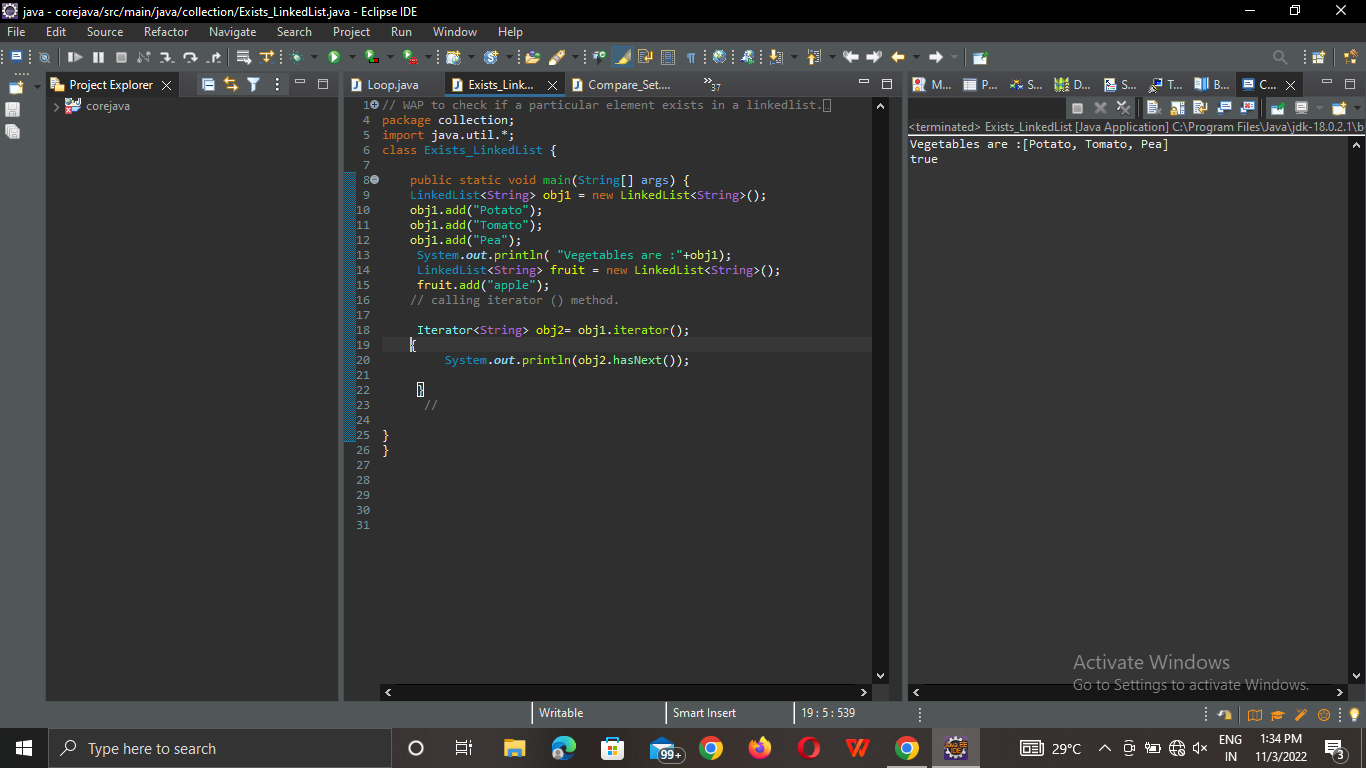 java - corejava/src/main/java/collection/Exists_LinkedList.java - Eclipse IDE
File Edit Source Refactor Navigate Search Project Run Window Help
Project Explorer
corejava
Loop.java
Exists_Link...
Compare_Set...
37
1 // WAP to check if a particular element exists in a linkedlist.
4 package collection;
5 import java.util.*;
6 class Exists_LinkedList {
7
8 public static void main(String[] args) {
9 LinkedList<String> obj1 = new LinkedList<String>();
10 obj1.add("Potato");
11 obj1.add("Tomato");
12 obj1.add("Pea");
13 System.out.println( "Vegetables are :"+obj1);
14 LinkedList<String> fruit = new LinkedList<String>();
15 fruit.add("apple");
16 // calling iterator () method.
17
18 Iterator<String> obj2= obj1.iterator();
19 {
20 System.out.println(obj2.hasNext());
21
22 }
23 //
24
25 }
26 }
27
28
29
30
31
M...
P...
S...
D...
S...
T...
B...
C...
<terminated> Exists_LinkedList [Java Application] C:\Program Files\Java\jdk-18.0.2.1\b
Vegetables are :[Potato, Tomato, Pea]
true
Activate Windows
Go to Settings to activate Windows.
Writable
Smart Insert
19 : 5 : 539
Type here to search
99+
29°C
ENG
IN
1:34 PM
11/3/2022
3